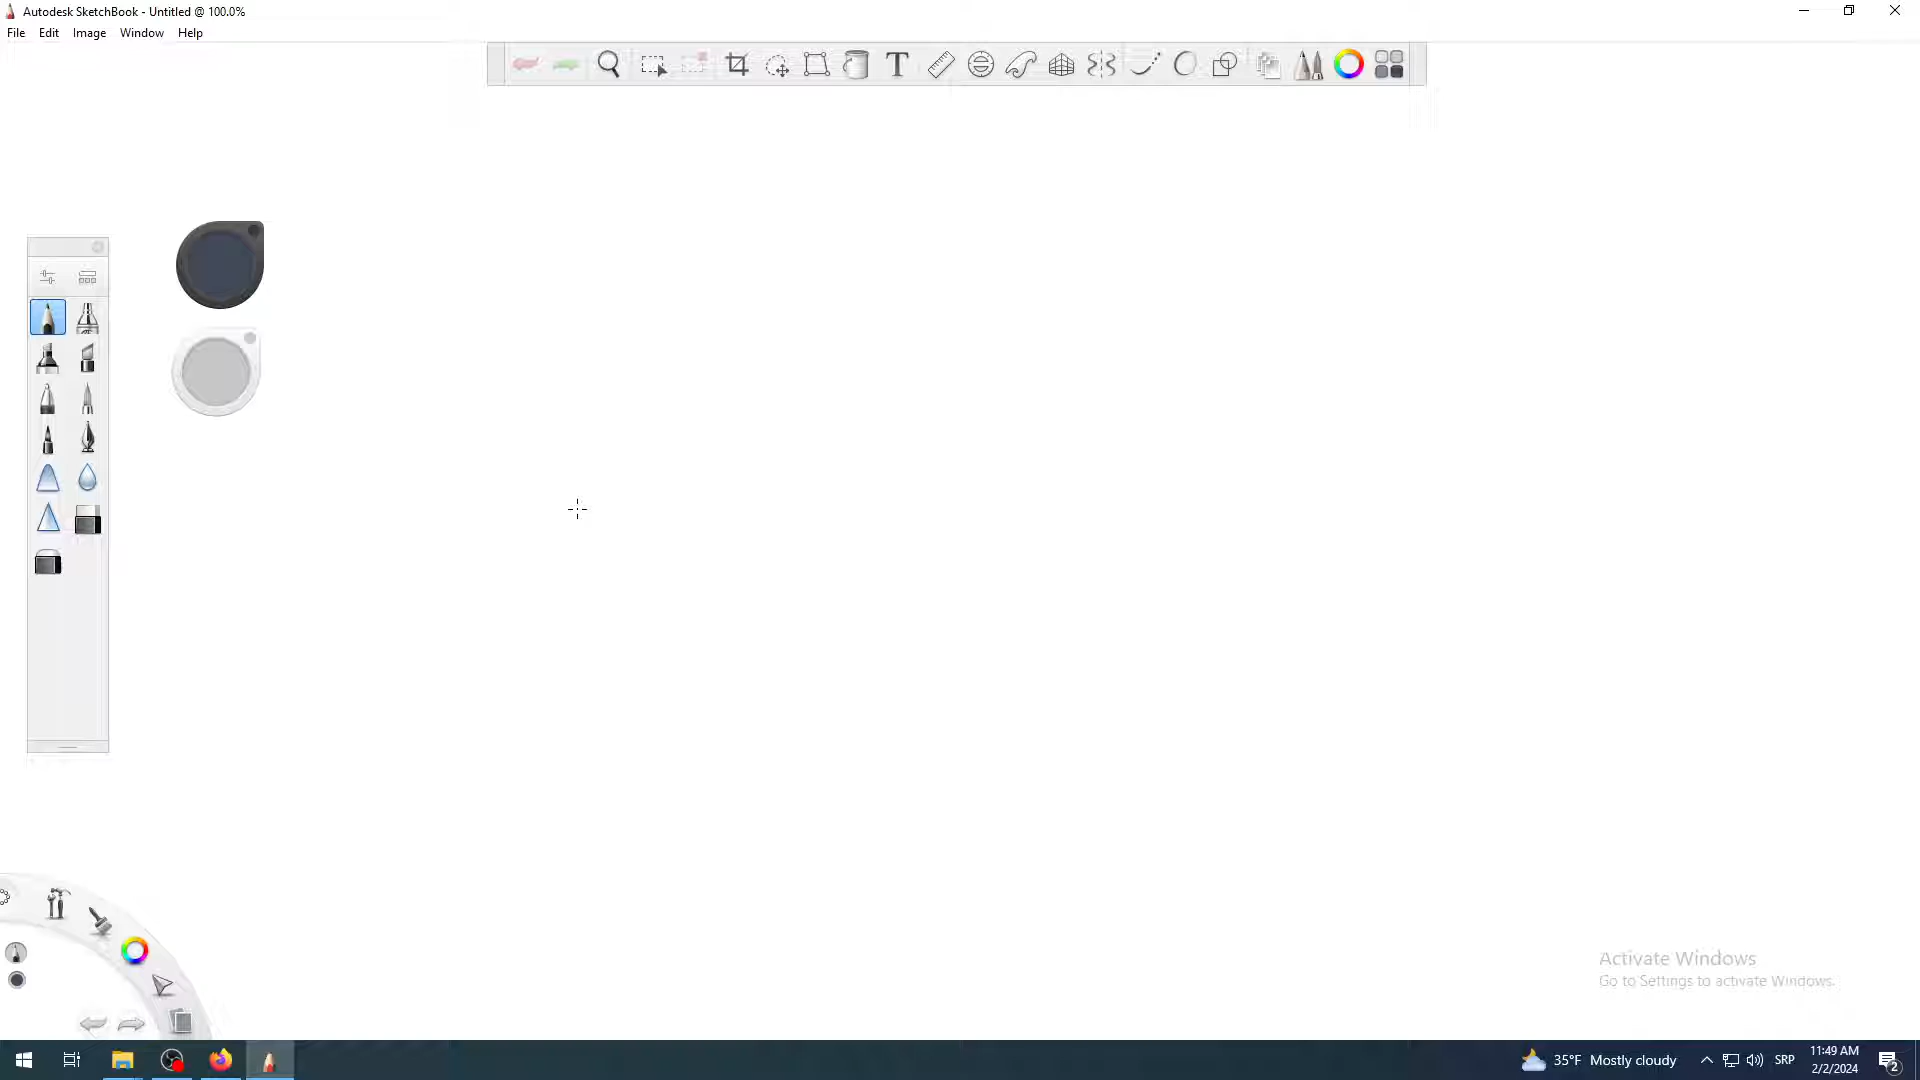 Autodesk SketchBook - Untitled @ 100.0%
File Edit Image Window Help
T
Activate Windows
Go to Settings to activate Windows.
35°F Mostly cloudy
SRP
11:49 AM
2/2/2024
2